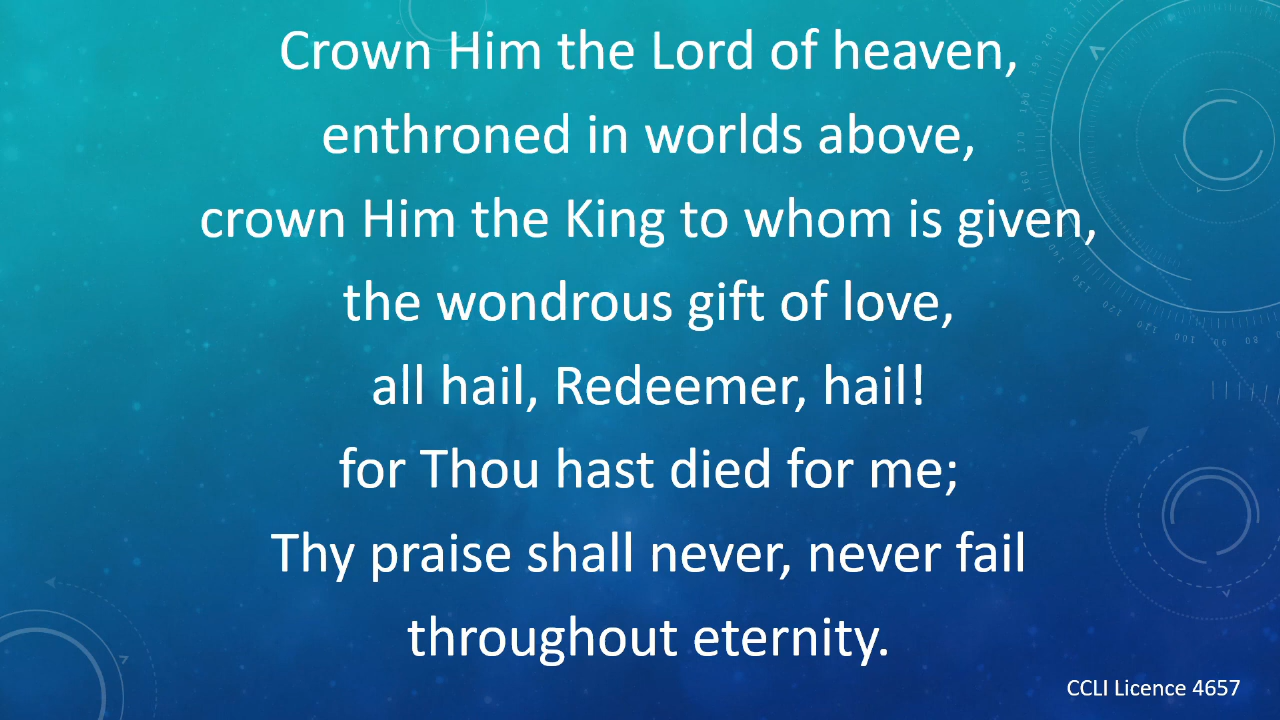 Crown Him the Lord of heaven,
enthroned in worlds above,
crown Him the King to whom is given,
the wondrous gift of love,
all hail, Redeemer, hail!
for Thou hast died for me;
Thy praise shall never, never fail
throughout eternity.
CCLI Licence 4657